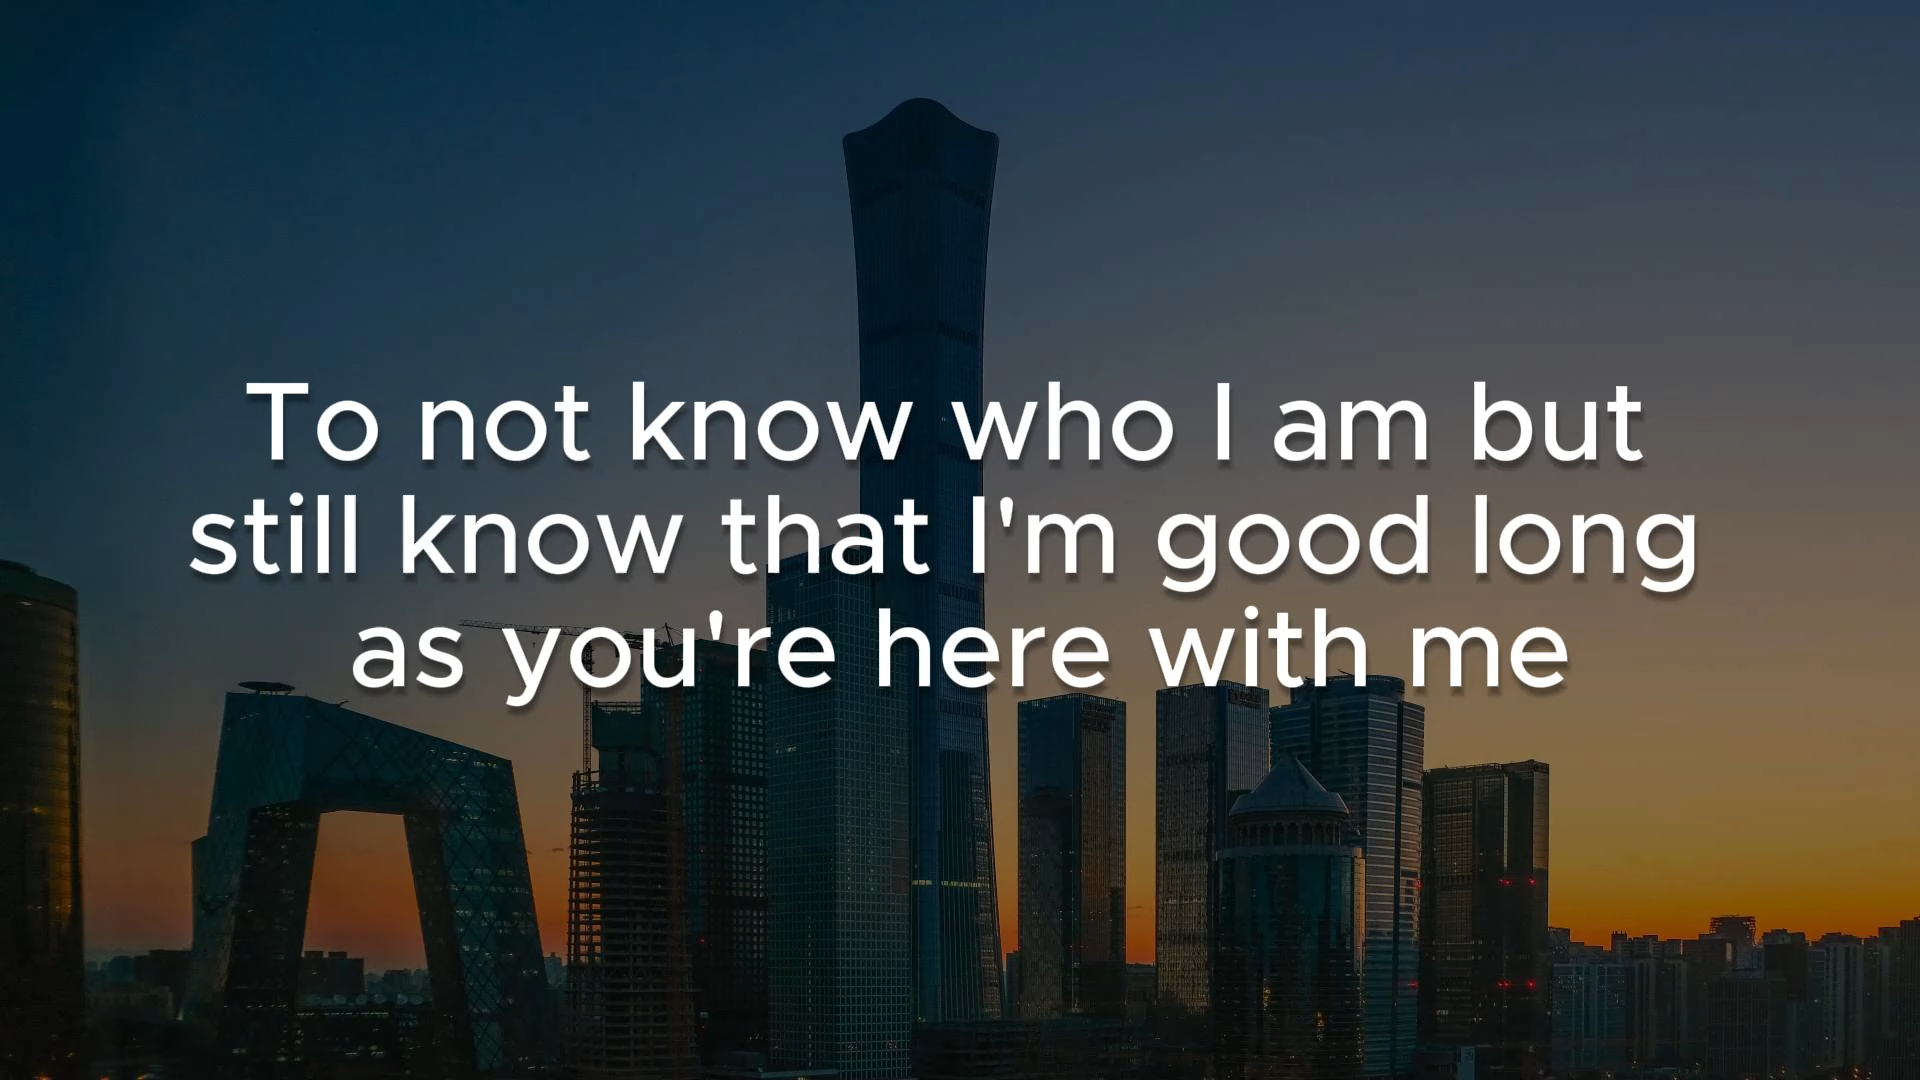 To not know who I am but
still know that I'm good long
as you're here with me